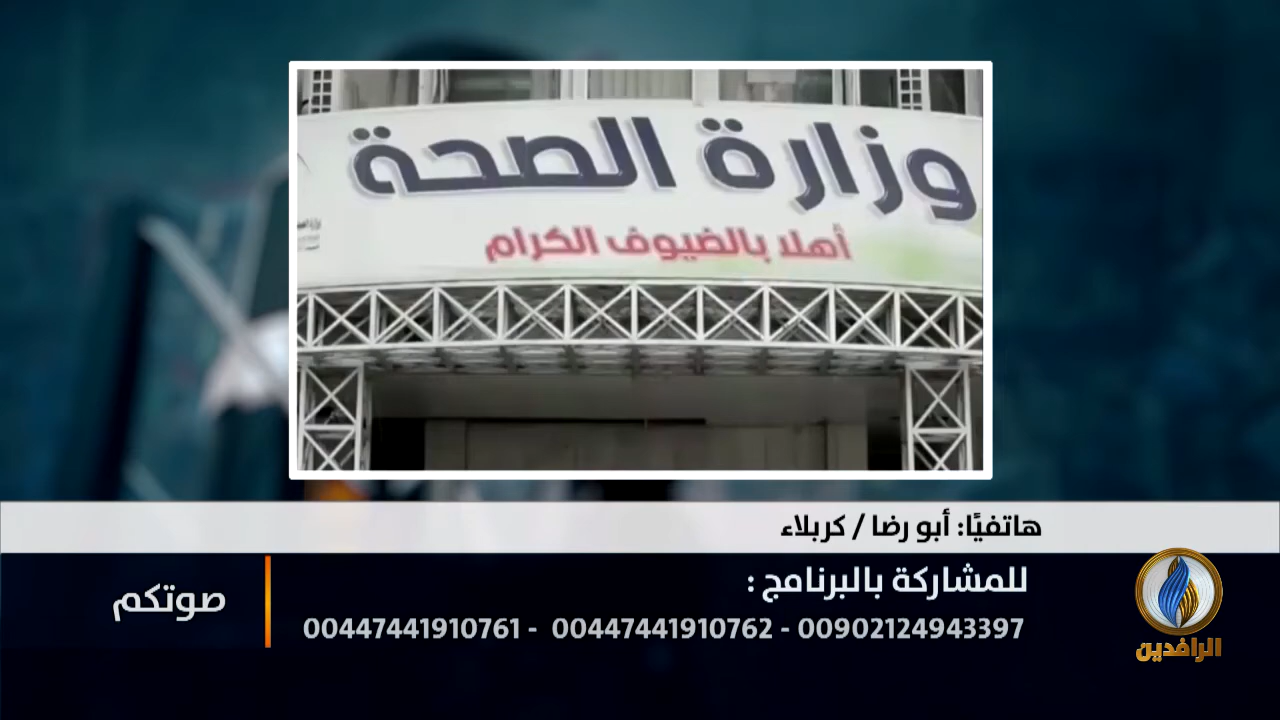 وزارة الصحة
أهلا بالضيوف الكرام
هاتفيًا: أبو رضا / كربلاء
للمشاركة بالبرنامج :
00447441910761 - 00447441910762 - 00902124943397
صوتكم
الرافدين